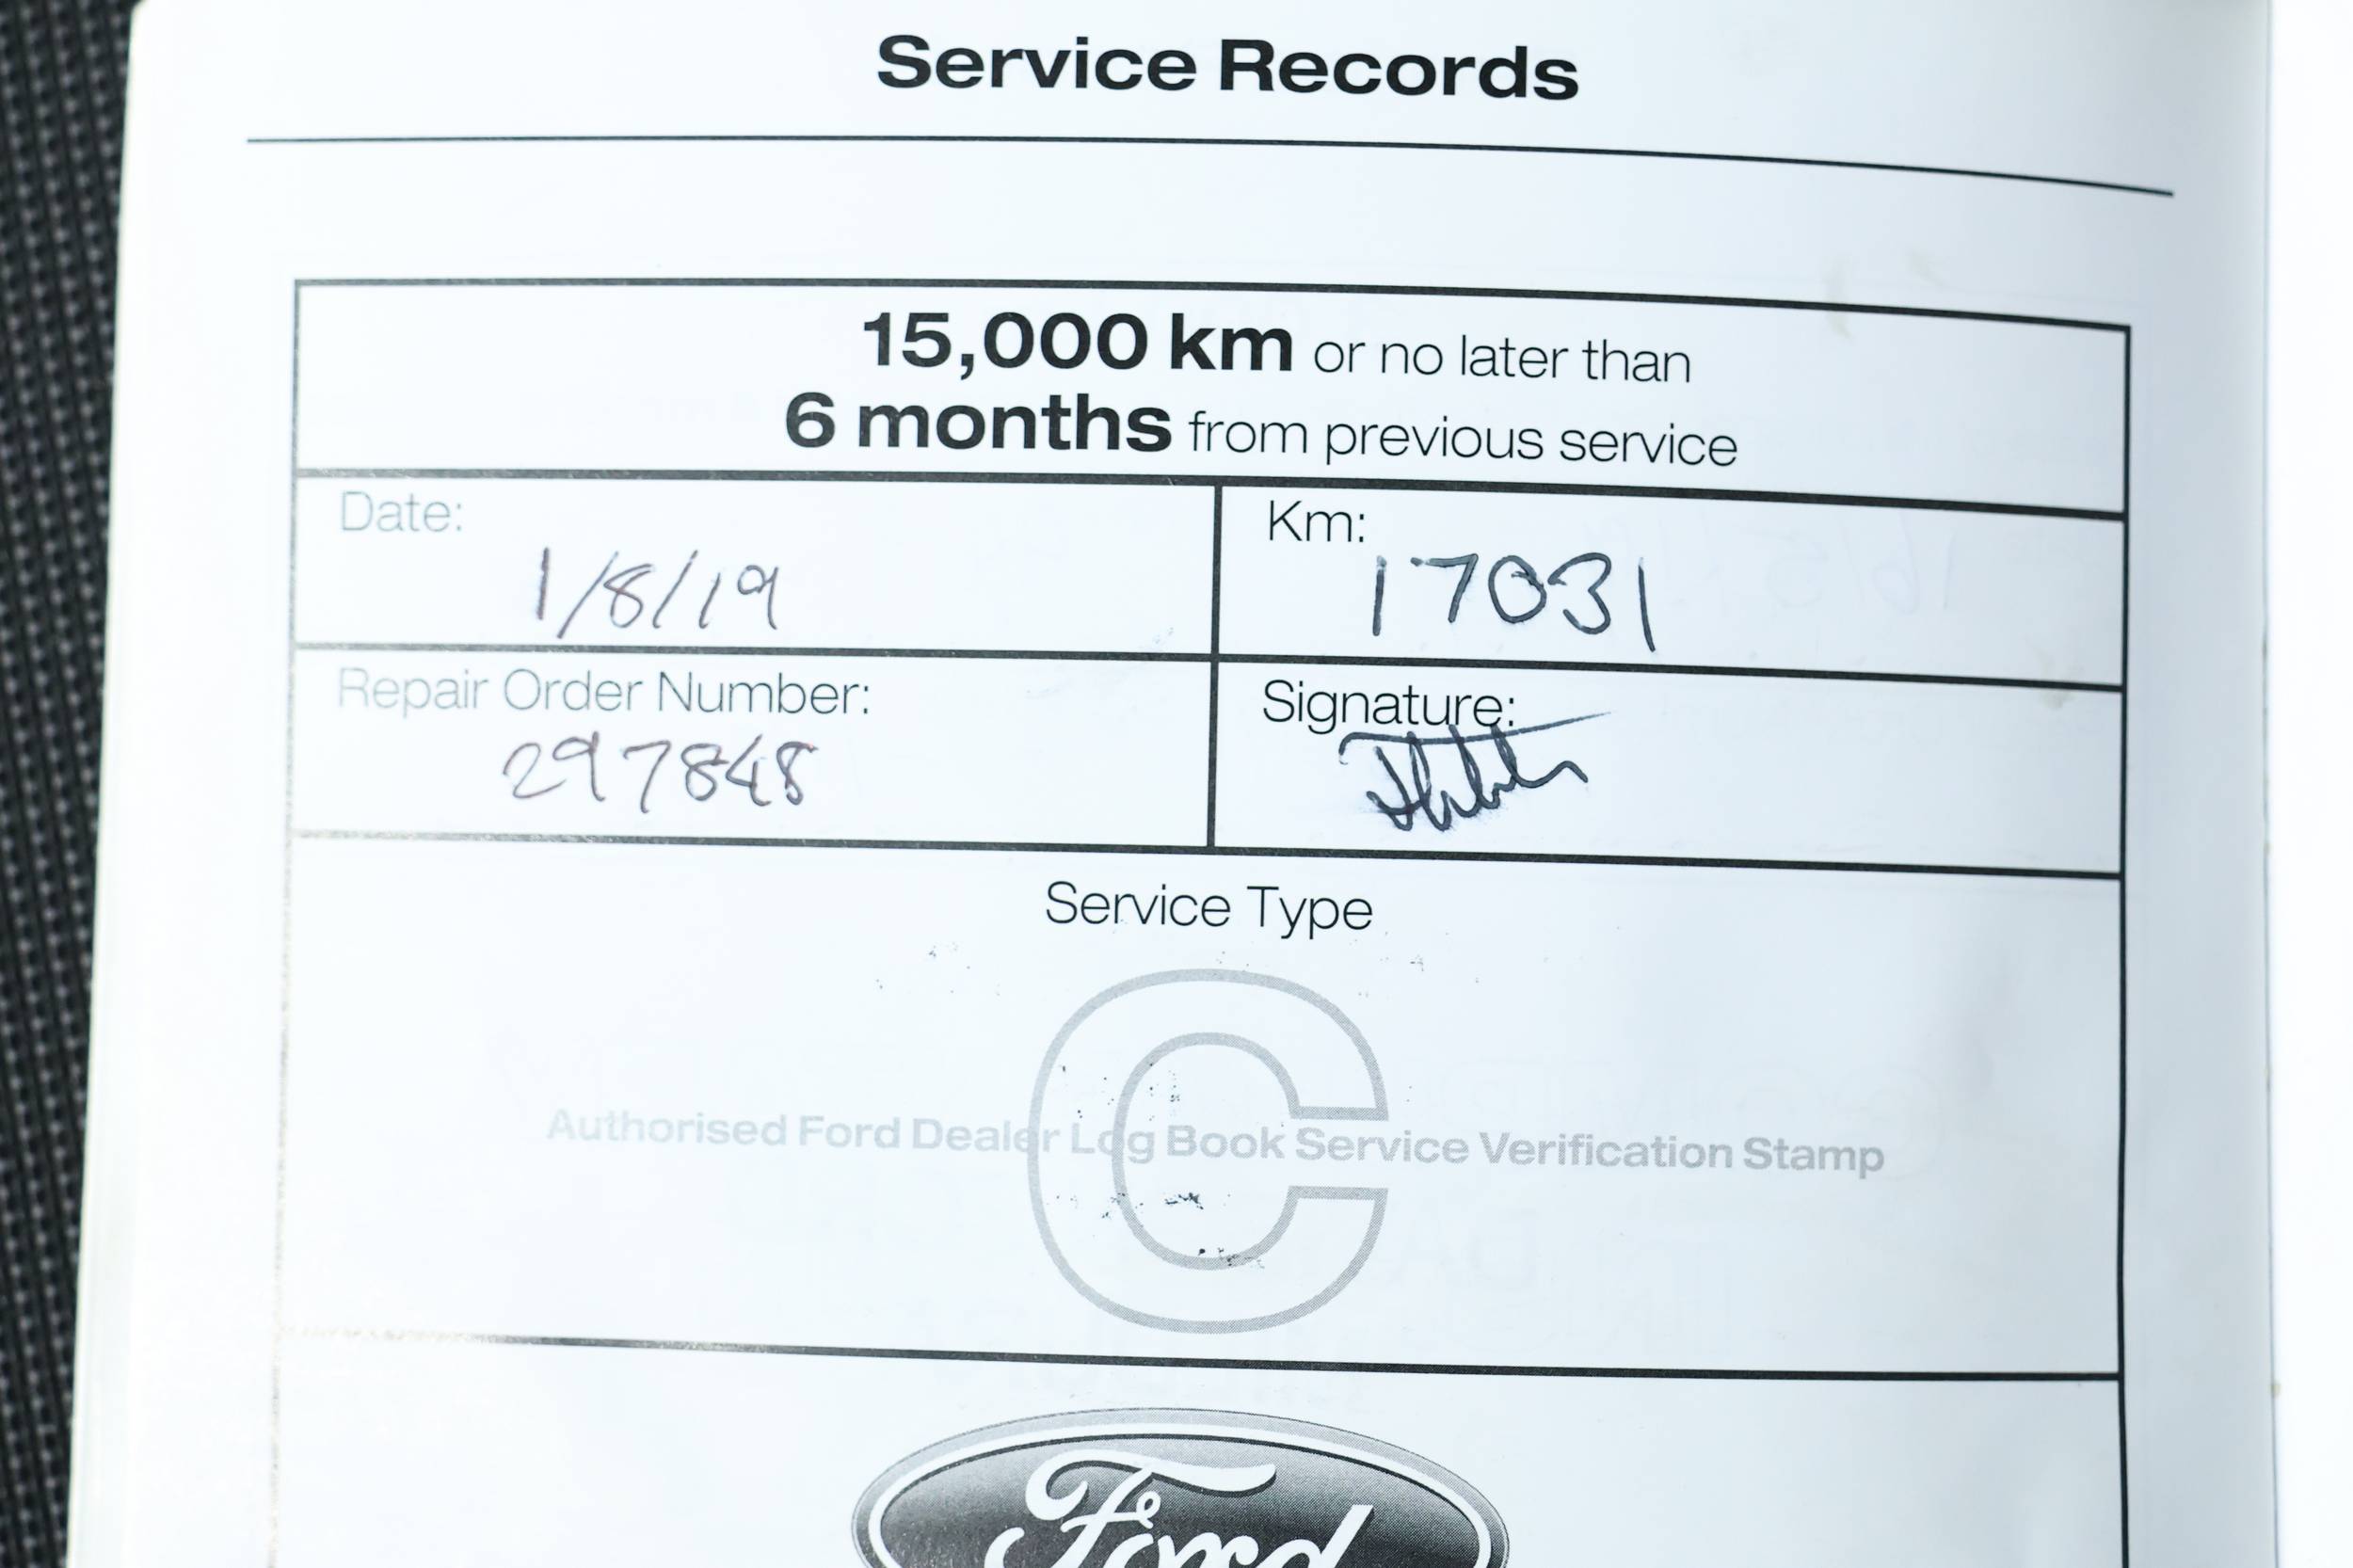 Service Records
15,000 km or no later than
6 months from previous service
Date:
1/8/19
Km:
17031
Repair Order Number:
297848
Signature:
Service Type
C
Authorised Ford Dealer Log Book Service Verification Stamp
Ford